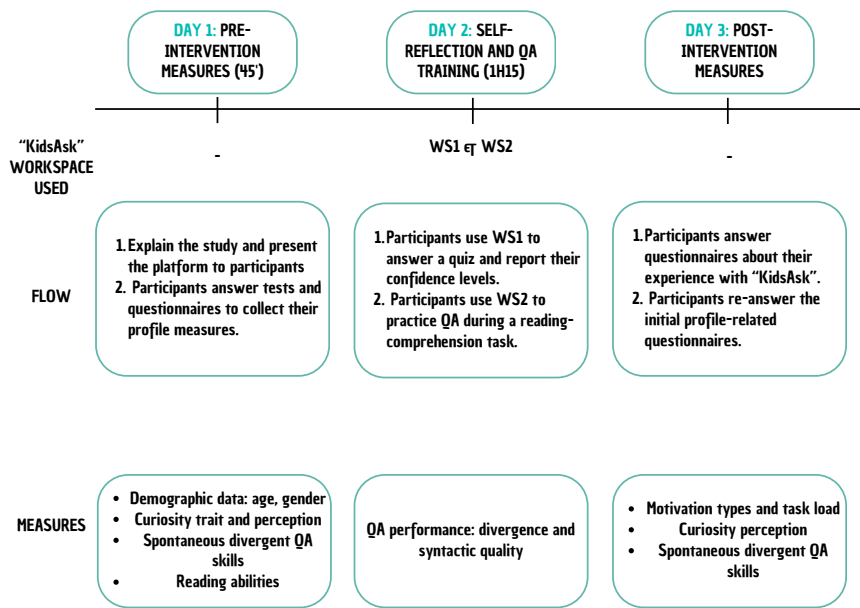 DAY 1: PRE-
INTERVENTION
MEASURES (45')
DAY 2: SELF-
REFLECTION AND QA
TRAINING (1H15)
DAY 3: POST-
INTERVENTION
MEASURES
“KidsAsk”
WORKSPACE
USED
-
WS1 & WS2
-
FLOW
1. Explain the study and present
the platform to participants
2. Participants answer tests and
questionnaires to collect their
profile measures.
1. Participants use WS1 to
answer a quiz and report their
confidence levels.
2. Participants use WS2 to
practice QA during a reading-
comprehension task.
1. Participants answer
questionnaires about their
experience with “KidsAsk”.
2. Participants re-answer the
initial profile-related
questionnaires.
MEASURES
• Demographic data: age, gender
• Curiosity trait and perception
• Spontaneous divergent QA
skills
• Reading abilities
QA performance: divergence and
syntactic quality
• Motivation types and task load
• Curiosity perception
• Spontaneous divergent QA
skills